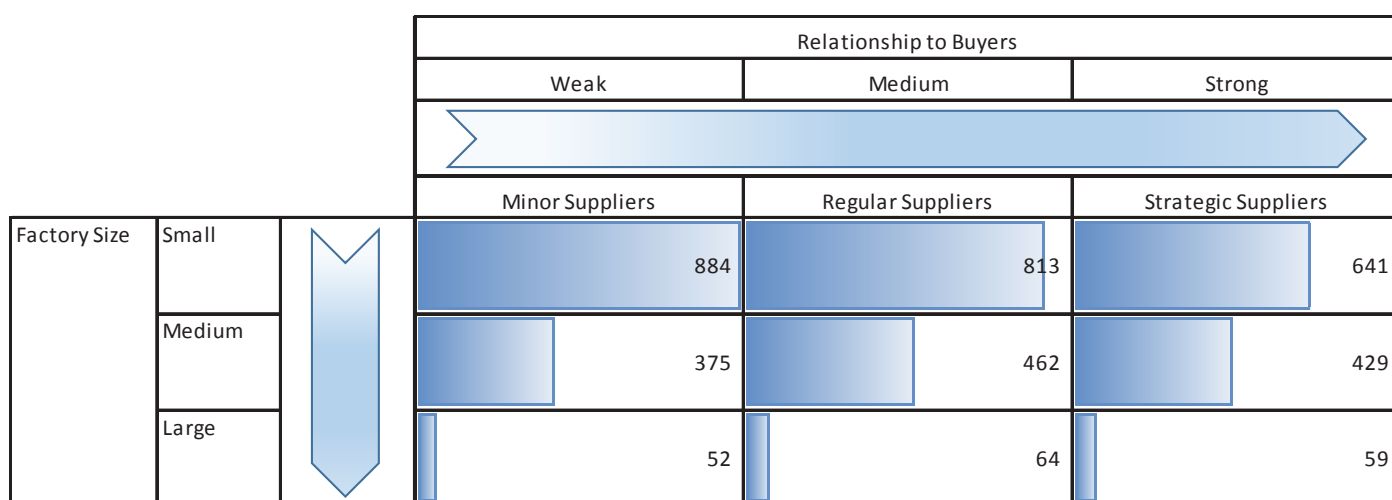 Relationship to Buyers
Weak Medium Strong
Minor Suppliers Regular Suppliers Strategic Suppliers
Factory Size Small 884 813 641
Medium 375 462 429
Large 52 64 59